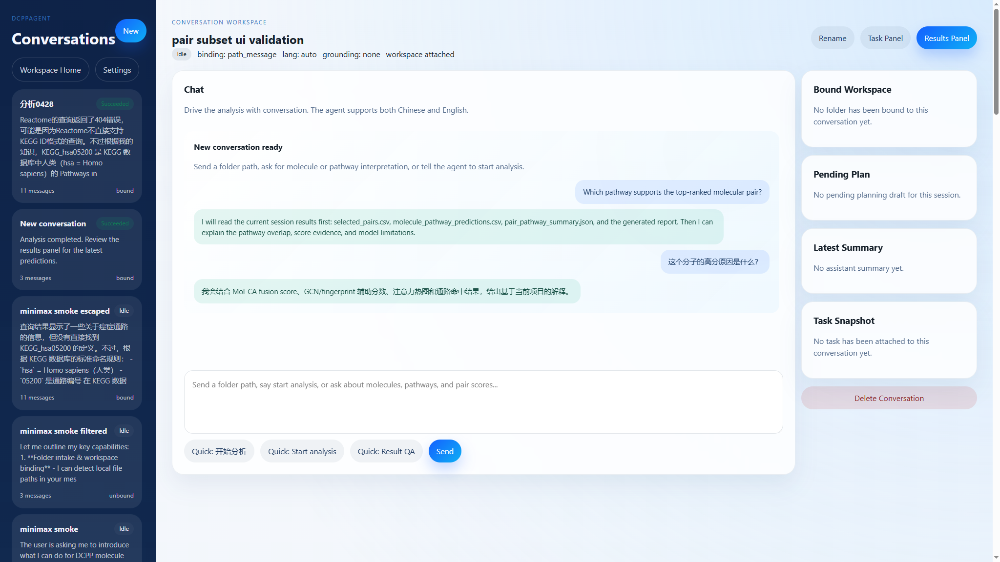 DCPPAGENT
Conversations
New
Workspace Home
Settings
分析0428
Succeeded
Reactome的查询返回了404错误，
可能是因为Reactome不直接支持
KEGG ID格式的查询。不过根据我的
知识，KEGG_hsa05200 是 KEGG 数
据库中人类（hsa = Homo
sapiens）的 Pathways in
11 messages
bound
New conversation
Succeeded
Analysis completed. Review the
results panel for the latest
predictions.
3 messages
bound
minimax smoke escaped
Idle
查询结果显示了一些关于癌症通路
的信息，但没有直接找到
KEGG_hsa05200 的定义。不过，根
据 KEGG 数据库的标准命名规则： -
`hsa` = Homo sapiens（人类） -
`05200` 是通路编号 在 KEGG 数据
11 messages
bound
minimax smoke filtered
Idle
Let me outline my key capabilities:
1. **Folder intake & workspace
binding** - I can detect local file
paths in your mes
3 messages
unbound
minimax smoke
Idle
The user is asking me to introduce
what I can do for DCPP molecule
CONVERSATION WORKSPACE
pair subset ui validation
Idle binding: path_message lang: auto grounding: none workspace attached
Rename
Task Panel
Results Panel
Chat
Drive the analysis with conversation. The agent supports both Chinese and English.
New conversation ready
Send a folder path, ask for molecule or pathway interpretation, or tell the agent to start analysis.
Which pathway supports the top-ranked molecular pair?
I will read the current session results first: selected_pairs.csv, molecule_pathway_predictions.csv, pair_pathway_summary.json, and the generated report. Then I can
explain the pathway overlap, score evidence, and model limitations.
这个分子的高分原因是什么？
我会结合 Mol-CA fusion score、GCN/fingerprint 辅助分数、注意力热图和通路命中结果，给出基于当前项目的解释。
Send a folder path, say start analysis, or ask about molecules, pathways, and pair scores...
Quick: 开始分析
Quick: Start analysis
Quick: Result QA
Send
Bound Workspace
No folder has been bound to this
conversation yet.
Pending Plan
No pending planning draft for this session.
Latest Summary
No assistant summary yet.
Task Snapshot
No task has been attached to this
conversation yet.
Delete Conversation